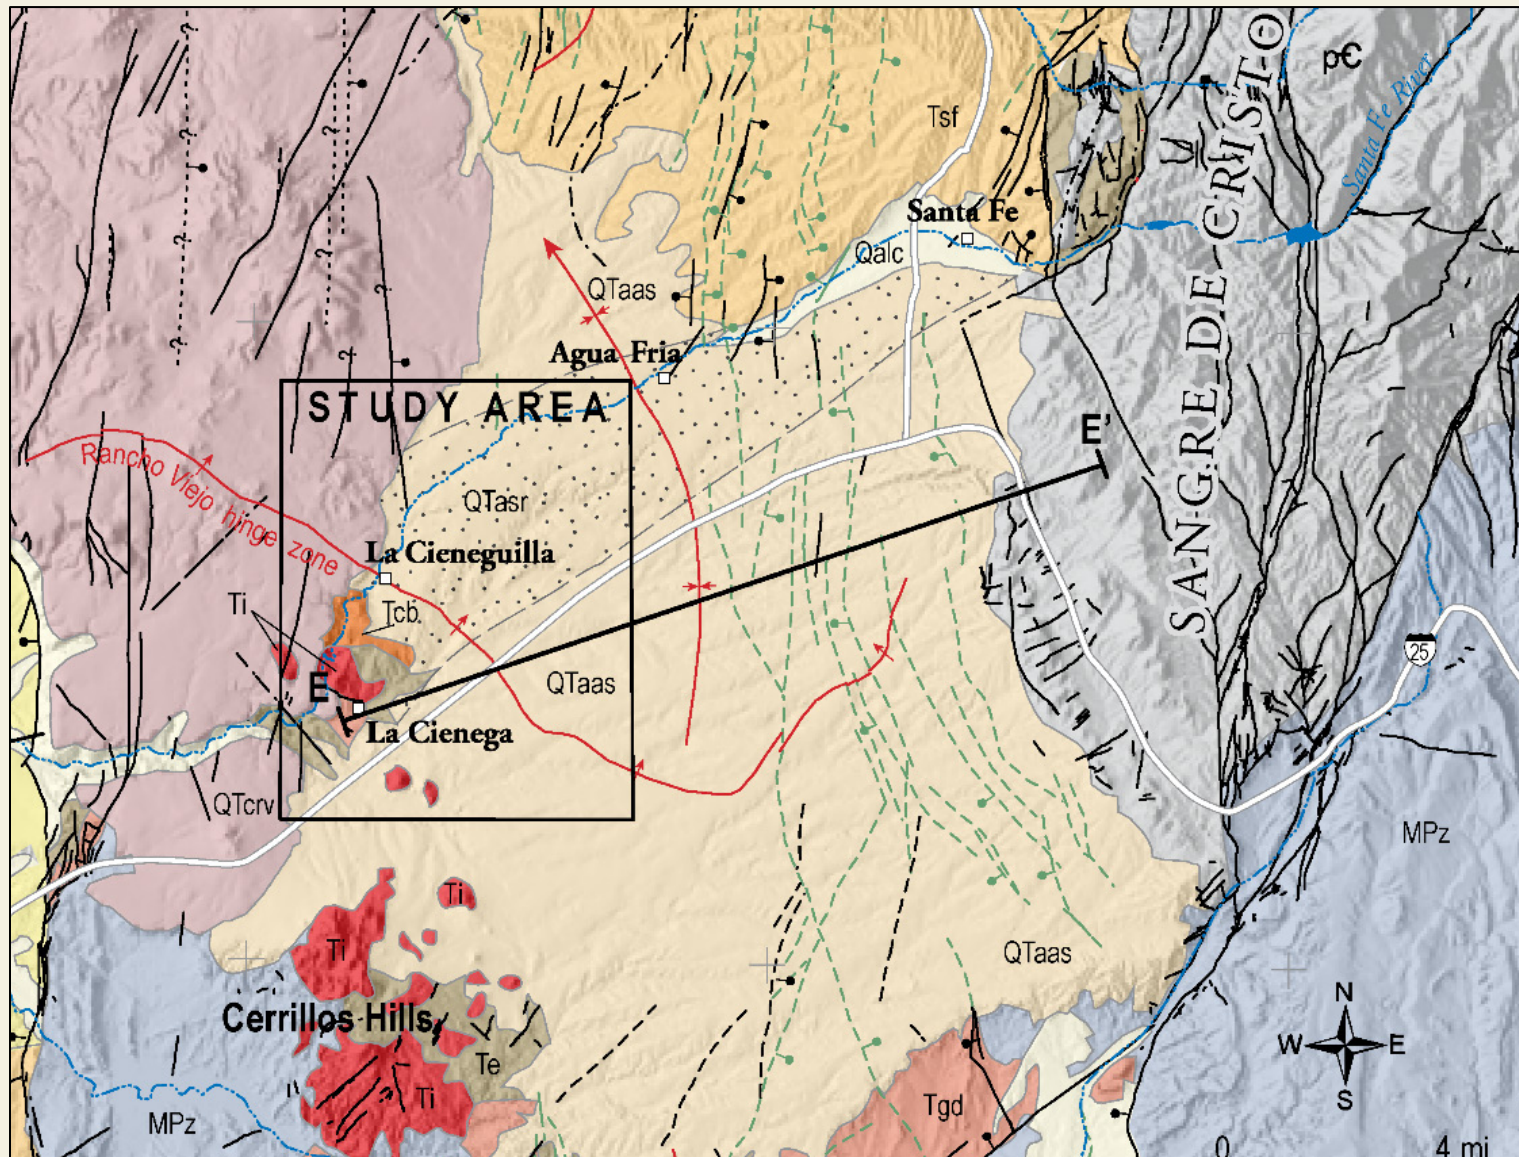 pЄ
SANGRE DE CRISTO
Santa Fe River
Tsf
Santa Fe
Qalc
QTaas
Agua Fria
STUDY AREA
E'
Rancho Viejo hinge zone
QTasr
La Cieneguilla
Ti
Tcb
25
E
QTaas
La Cienega
QTcrv
MPz
Ti
Ti
QTaas
Cerrillos Hills
N
W E
S
Te
Ti
Tgd
MPz
0 4 mi
? ? ? ? ? ? ? ?